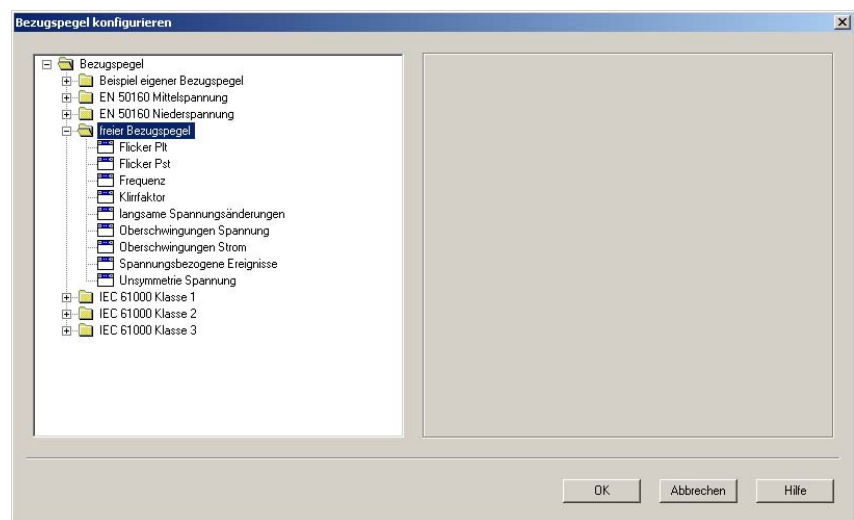 Bezugspegel konfigurieren
Bezugspegel
Beispiel eigener Bezugspegel
EN 50160 Mittelspannung
EN 50160 Niederspannung
freier Bezugspegel
Flicker Plt
Flicker Pst
Frequenz
Klirrfaktor
langsame Spannungsänderungen
Oberschwingungen Spannung
Oberschwingungen Strom
Spannungsbezogene Ereignisse
Unsymmetrie Spannung
IEC 61000 Klasse 1
IEC 61000 Klasse 2
IEC 61000 Klasse 3
OK Abbrechen Hilfe